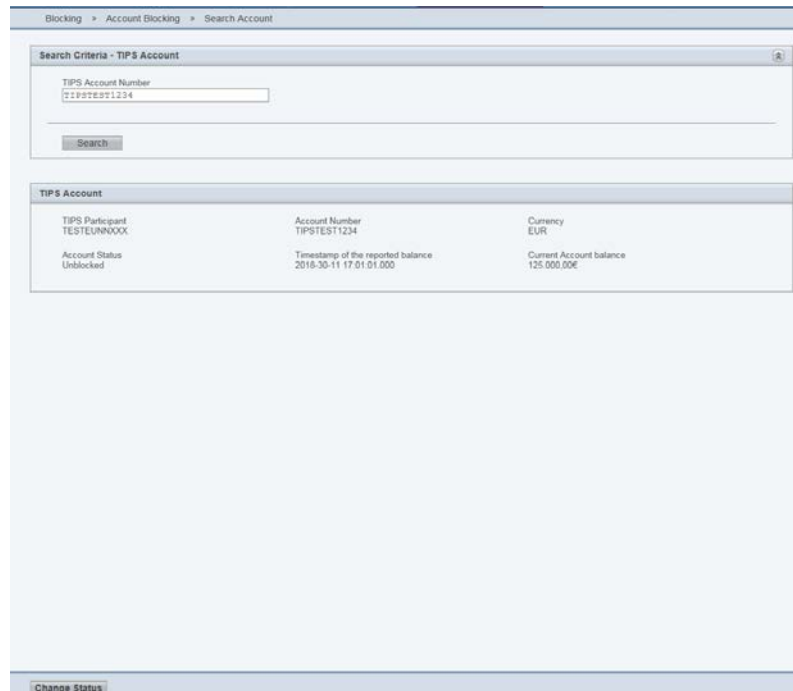 Blocking » Account Blocking » Search Account
Search Criteria - TIPS Account
TIPS Account Number
TIPSTEST1234
Search
TIPS Account
TIPS Participant Account Number Currency
TESTEUNNXXX TIPSTEST1234 EUR
Account Status Timestamp of the reported balance Current Account balance
Unblocked 2018-30-11 17:01:01.000 125.000,00€
Change Status